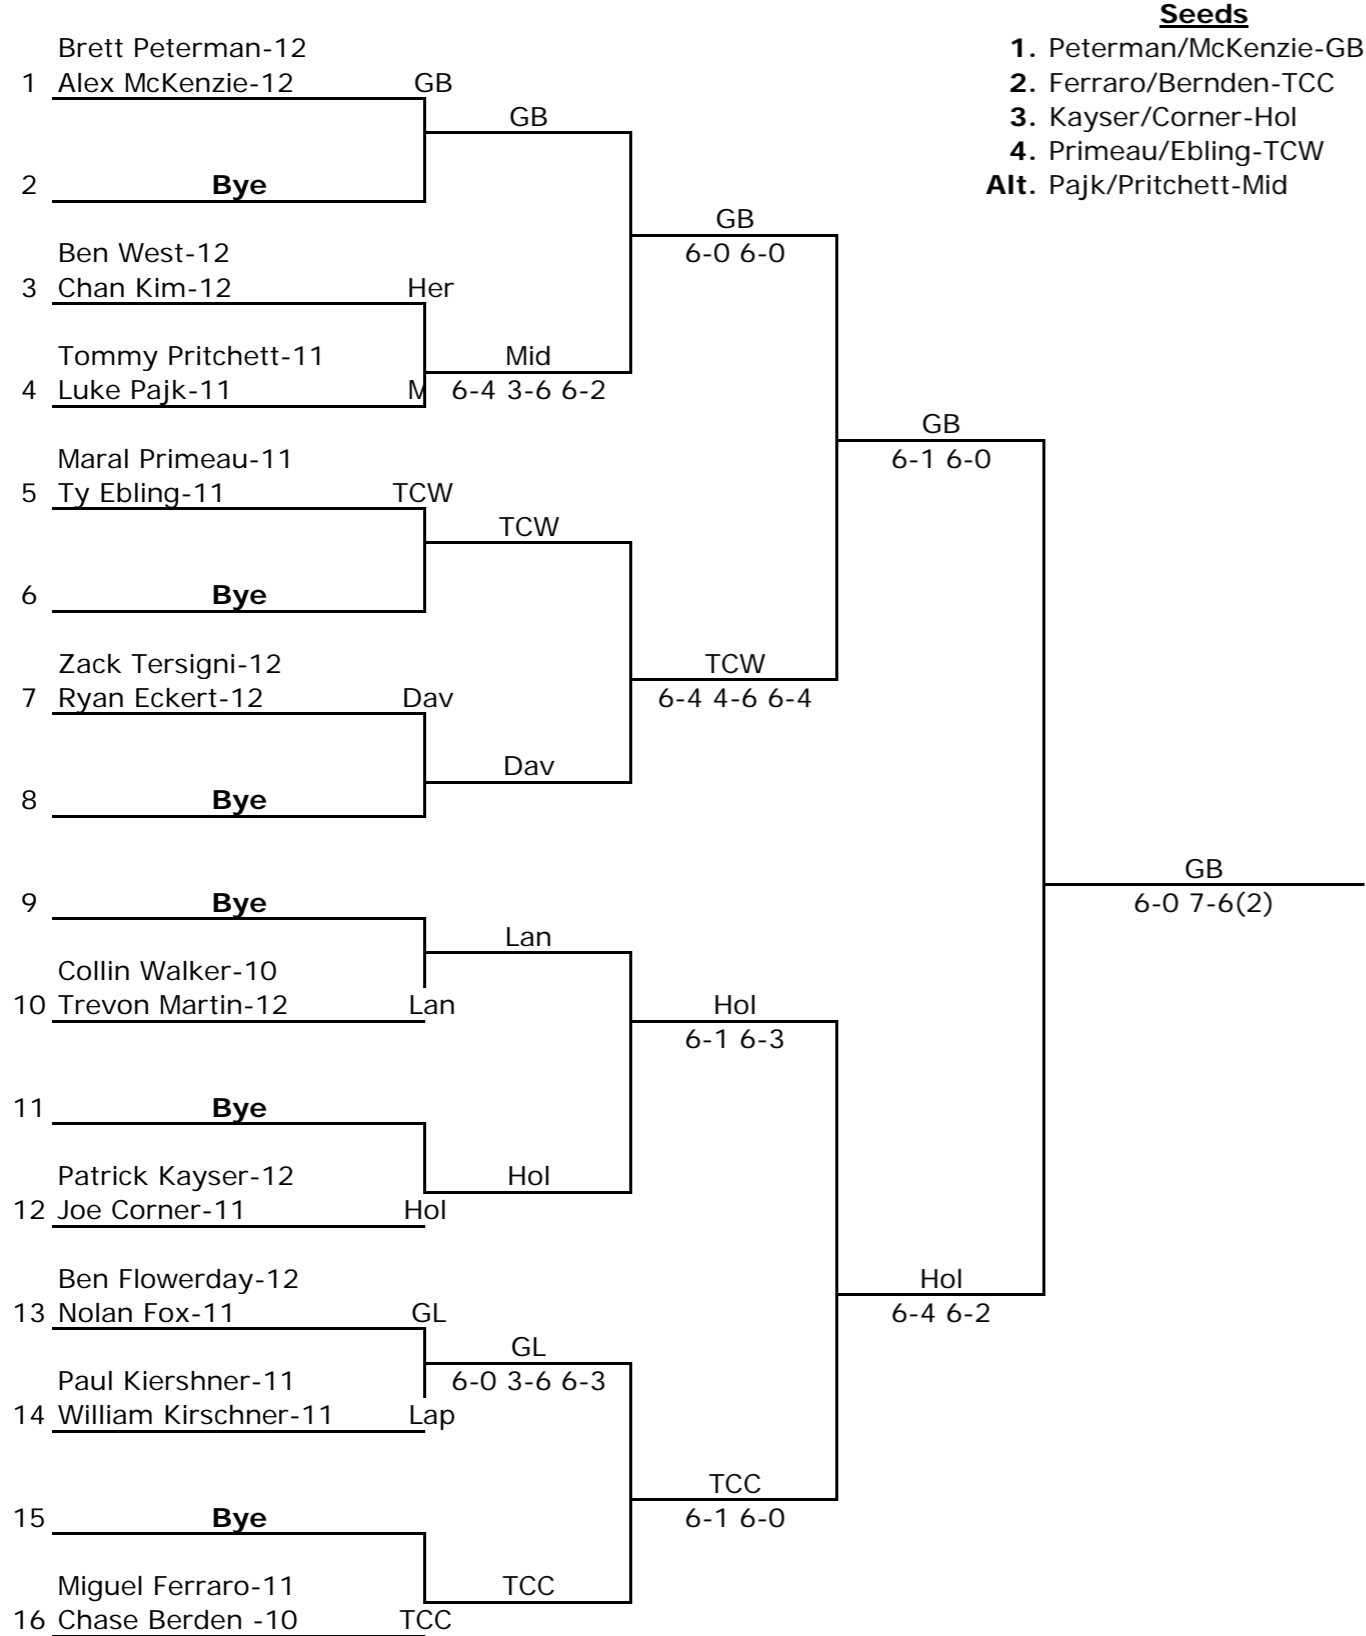 Seeds
1. Peterman/McKenzie-GB
2. Ferraro/Bernden-TCC
3. Kayser/Corner-Hol
4. Primeau/Ebling-TCW
Alt. Pajk/Pritchett-Mid
Brett Peterman-12
1 Alex McKenzie-12 GB
GB
2 Bye
GB
6-0 6-0
Ben West-12
3 Chan Kim-12 Her
Tommy Pritchett-11
Mid
4 Luke Pajk-11 M 6-4 3-6 6-2
GB
6-1 6-0
Maral Primeau-11
5 Ty Ebling-11 TCW
TCW
6 Bye
Zack Tersigni-12
TCW
7 Ryan Eckert-12 Dav
6-4 4-6 6-4
Dav
8 Bye
GB
6-0 7-6(2)
9 Bye
Lan
Collin Walker-10
10 Trevon Martin-12 Lan
Hol
6-1 6-3
11 Bye
Patrick Kayser-12
Hol
12 Joe Corner-11 Hol
Ben Flowerday-12
Hol
13 Nolan Fox-11 GL
6-4 6-2
GL
Paul Kiershner-11
6-0 3-6 6-3
14 William Kirschner-11 Lap
TCC
15 Bye
6-1 6-0
Miguel Ferraro-11
TCC
16 Chase Berden -10 TCC